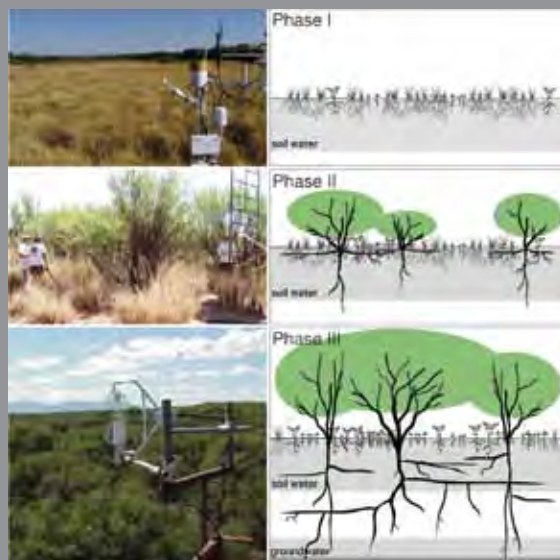 Phase I
soil water
Phase II
soil water
Phase III
soil water
groundwater